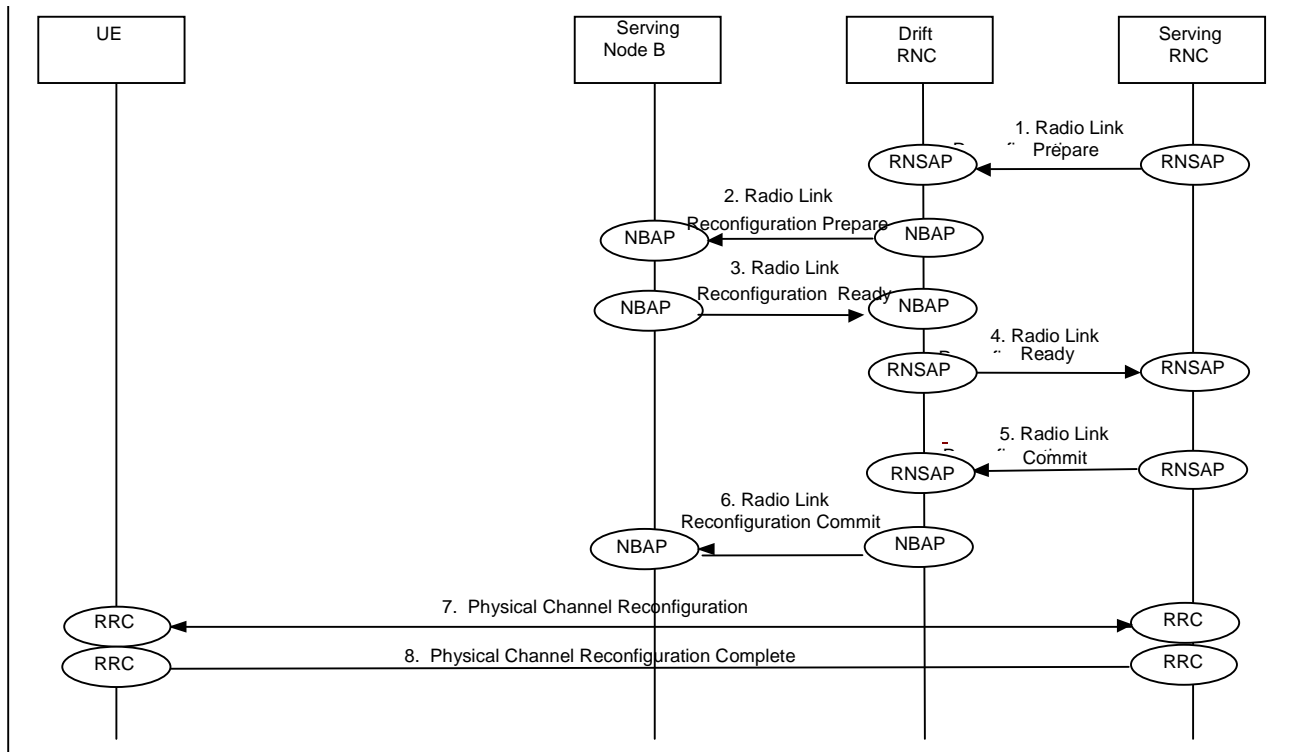 UE
Serving
Node B
Drift
RNC
Serving
RNC
1. Radio Link
Prepare
RNSAP
RNSAP
2. Radio Link
Reconfiguration Prepare
NBAP
NBAP
3. Radio Link
Reconfiguration Ready
NBAP
NBAP
4. Radio Link
Ready
RNSAP
RNSAP
5. Radio Link
Commit
RNSAP
RNSAP
6. Radio Link
Reconfiguration Commit
NBAP
NBAP
7. Physical Channel Reconfiguration
RRC
RRC
8. Physical Channel Reconfiguration Complete
RRC
RRC